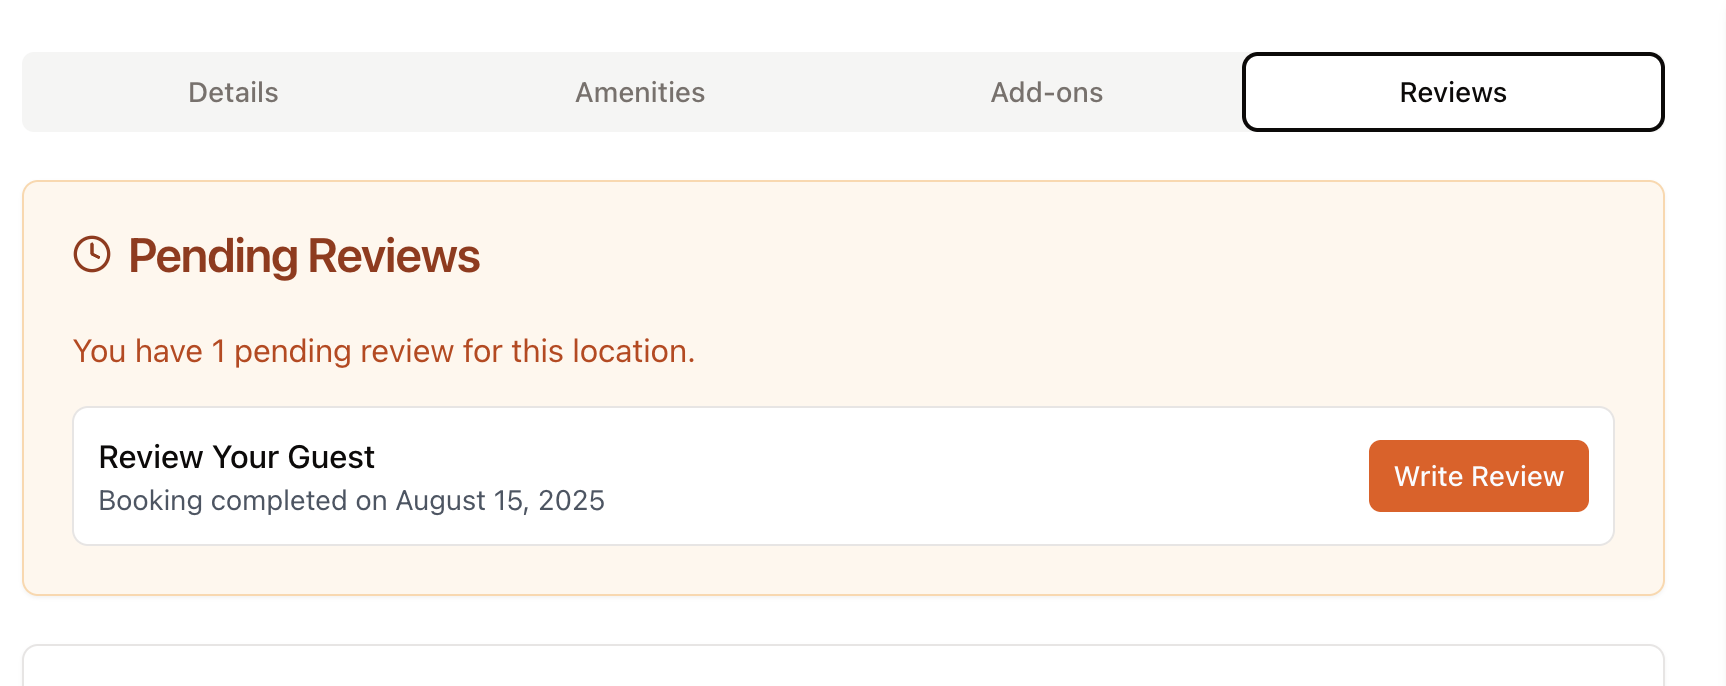 Details
Amenities
Add-ons
Reviews
Pending Reviews
You have 1 pending review for this location.
Review Your Guest
Booking completed on August 15, 2025
Write Review